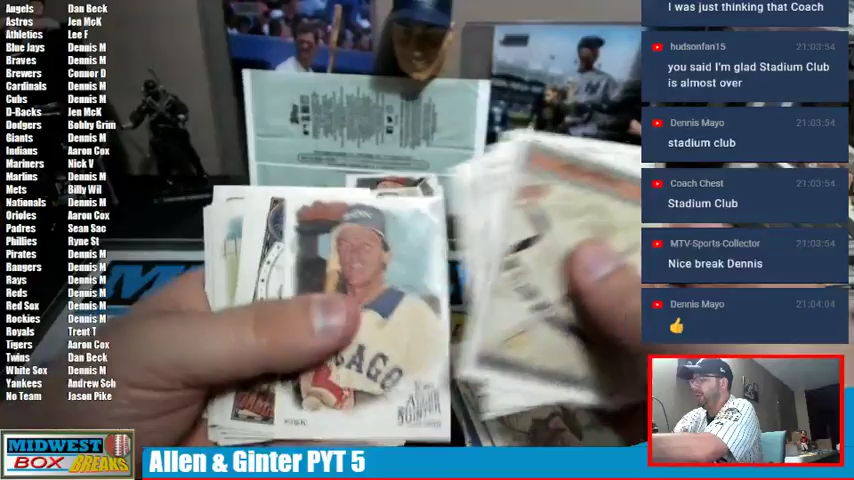 Angels Dan Beck
Astros Jen McK
Athletics Lee F
Blue Jays Dennis M
Braves Dennis M
Brewers Connor D
Cardinals Dennis M
Cubs Dennis M
D-Backs Jen McK
Dodgers Bobby Grim
Giants Dennis M
Indians Aaron Cox
Mariners Nick V
Marlins Dennis M
Mets Billy Wil
Nationals Dennis M
Orioles Aaron Cox
Padres Sean Sac
Phillies Ryne St
Pirates Dennis M
Rangers Dennis M
Rays Dennis M
Reds Dennis M
Red Sox Dennis M
Rockies Dennis M
Royals Trent T
Tigers Aaron Cox
Twins Dan Beck
White Sox Dennis M
Yankees Andrew Sch
No Team Jason Pike
I was just thinking that Coach
hudsonfan15 21:03:54
you said I'm glad Stadium Club
is almost over
Dennis Mayo 21:03:54
stadium club
Coach Chest 21:03:54
Stadium Club
MTV-Sports-Collector 21:03:54
Nice break Dennis
Dennis Mayo 21:04:04
👍
FISK
ALLEN
GINTER
MIDWEST
BOX BREAKS
Allen & Ginter PYT 5